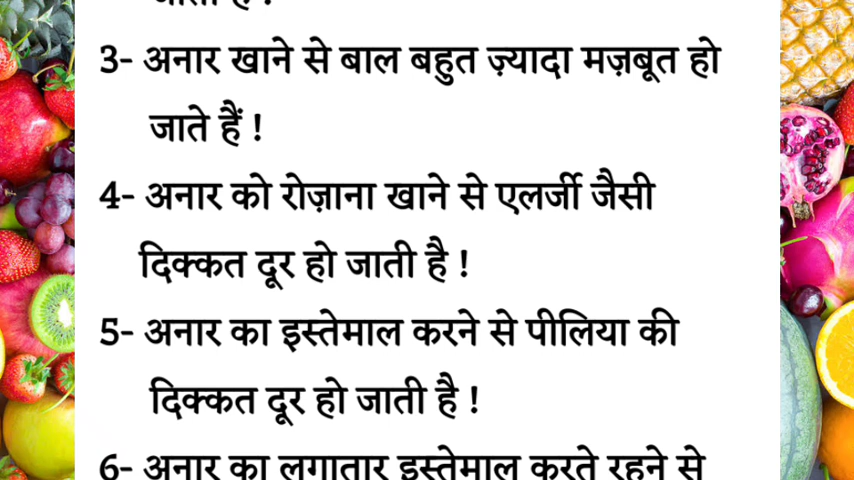 3- अनार खाने से बाल बहुत ज़्यादा मज़बूत हो
जाते हैं !
4- अनार को रोज़ाना खाने से एलर्जी जैसी
दिक्कत दूर हो जाती है !
5- अनार का इस्तेमाल करने से पीलिया की
दिक्कत दूर हो जाती है !
6- अनार का लगातार इस्तेमाल करते रहने से